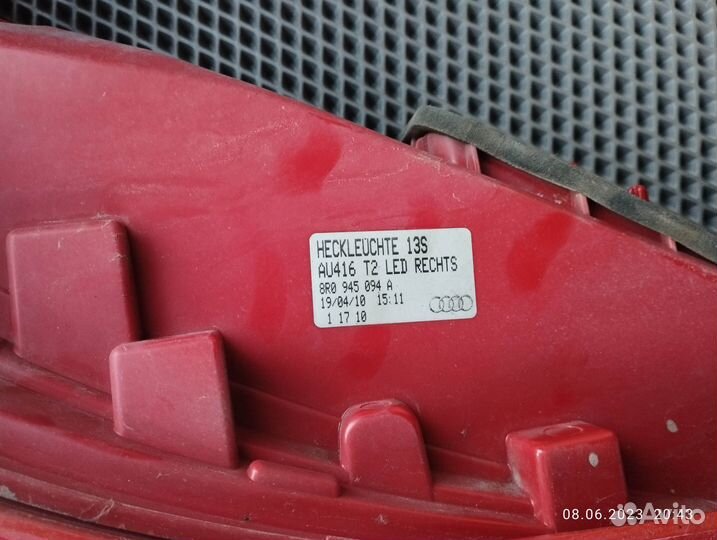 HECKLEUCHTE 13S
AU416 T2 LED RECHTS
8R0 945 094 A
19/04/10 15:11
1 17 10
08.06.2023 20:43
Avito